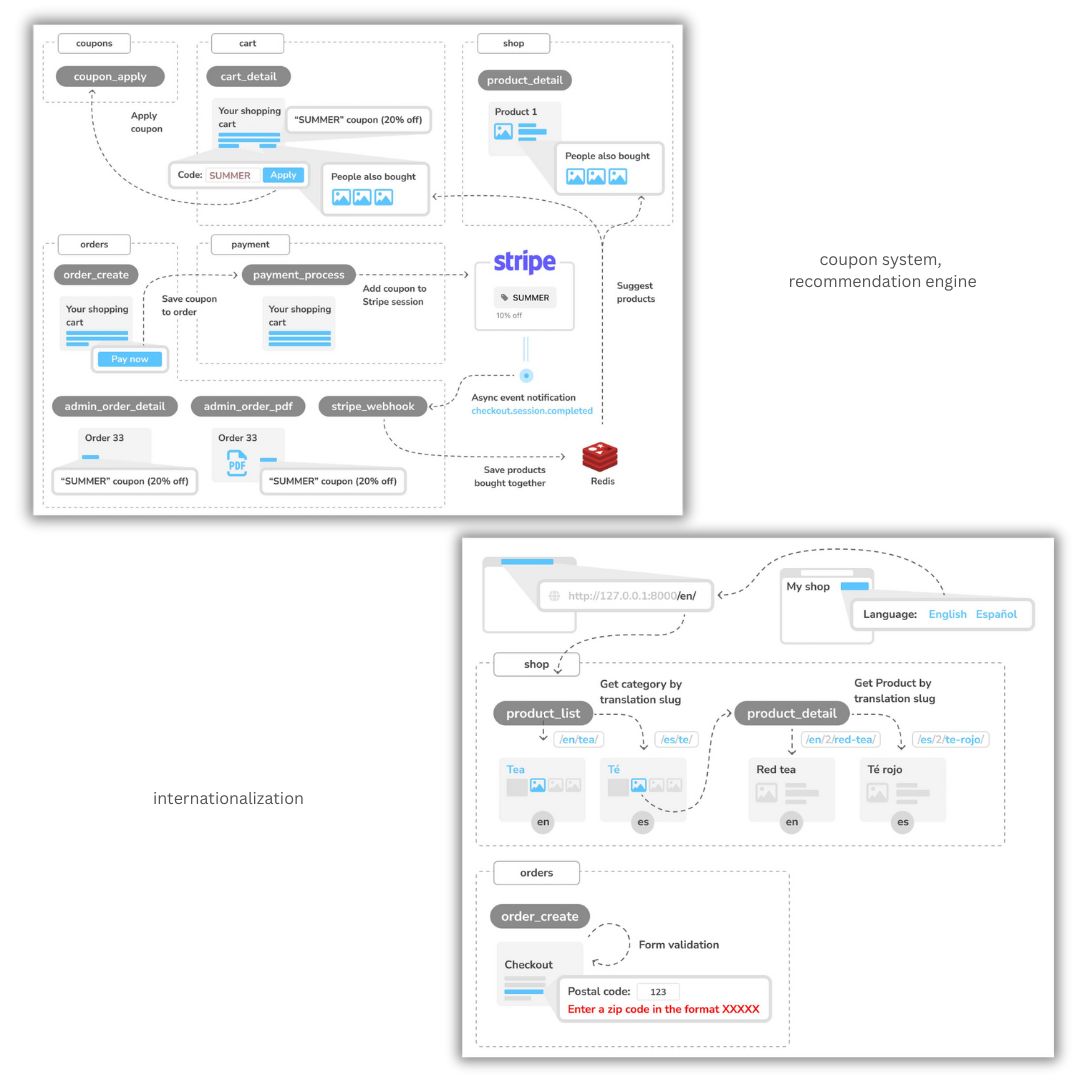 coupons
coupon_apply
Apply
coupon
cart
cart_detail
Your shopping
cart
“SUMMER” coupon (20% off)
Code: SUMMER Apply
People also bought
shop
product_detail
Product 1
People also bought
orders
order_create
Your shopping
cart
Pay now
Save coupon
to order
payment
payment_process
Your shopping
cart
Add coupon to
Stripe session
stripe
SUMMER
10% off
Suggest
products
Async event notification
checkout.session.completed
admin_order_detail
Order 33
“SUMMER” coupon (20% off)
admin_order_pdf
Order 33
PDF
“SUMMER” coupon (20% off)
stripe_webhook
Save products
bought together
Redis
coupon system,
recommendation engine
internationalization
http://127.0.0.1:8000/en/
My shop
Language: English Español
shop
product_list
Get category by
translation slug
/en/tea/
/es/te/
Tea
en
Té
es
product_detail
Get Product by
translation slug
/en/2/red-tea/
/es/2/te-rojo/
Red tea
en
Té rojo
es
orders
order_create
Form validation
Checkout
Postal code: 123
Enter a zip code in the format XXXXX